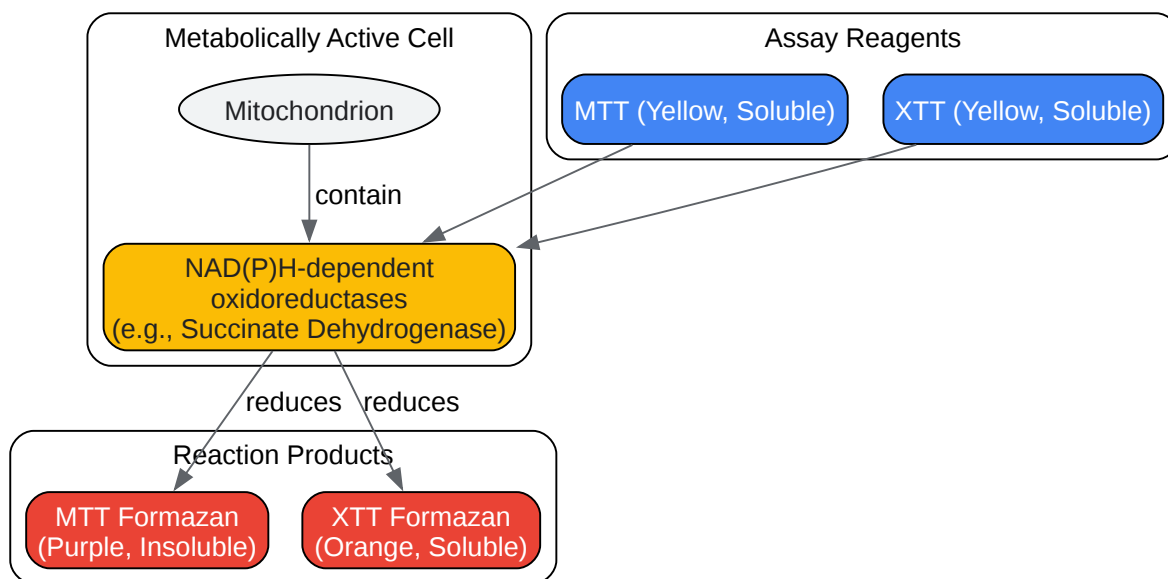 Metabolically Active Cell
Assay Reagents
Mitochondrion
MTT (Yellow, Soluble)
XTT (Yellow, Soluble)
contain
NAD(P)H-dependent
oxidoreductases
(e.g., Succinate Dehydrogenase)
reduces
reduces
Reaction Products
MTT Formazan
(Purple, Insoluble)
XTT Formazan
(Orange, Soluble)